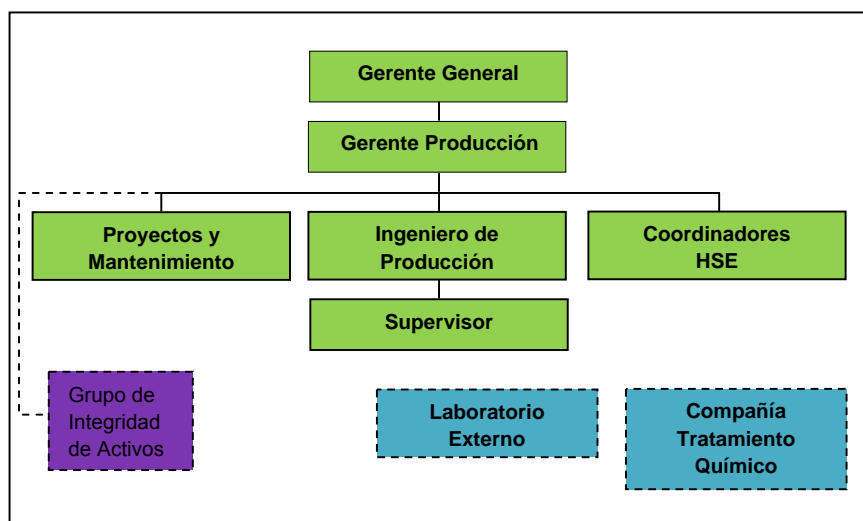 Gerente General
Gerente Producción
Proyectos y
Mantenimiento
Ingeniero de
Producción
Coordinadores
HSE
Supervisor
Grupo de
Integridad
de Activos
Laboratorio
Externo
Compañía
Tratamiento
Químico